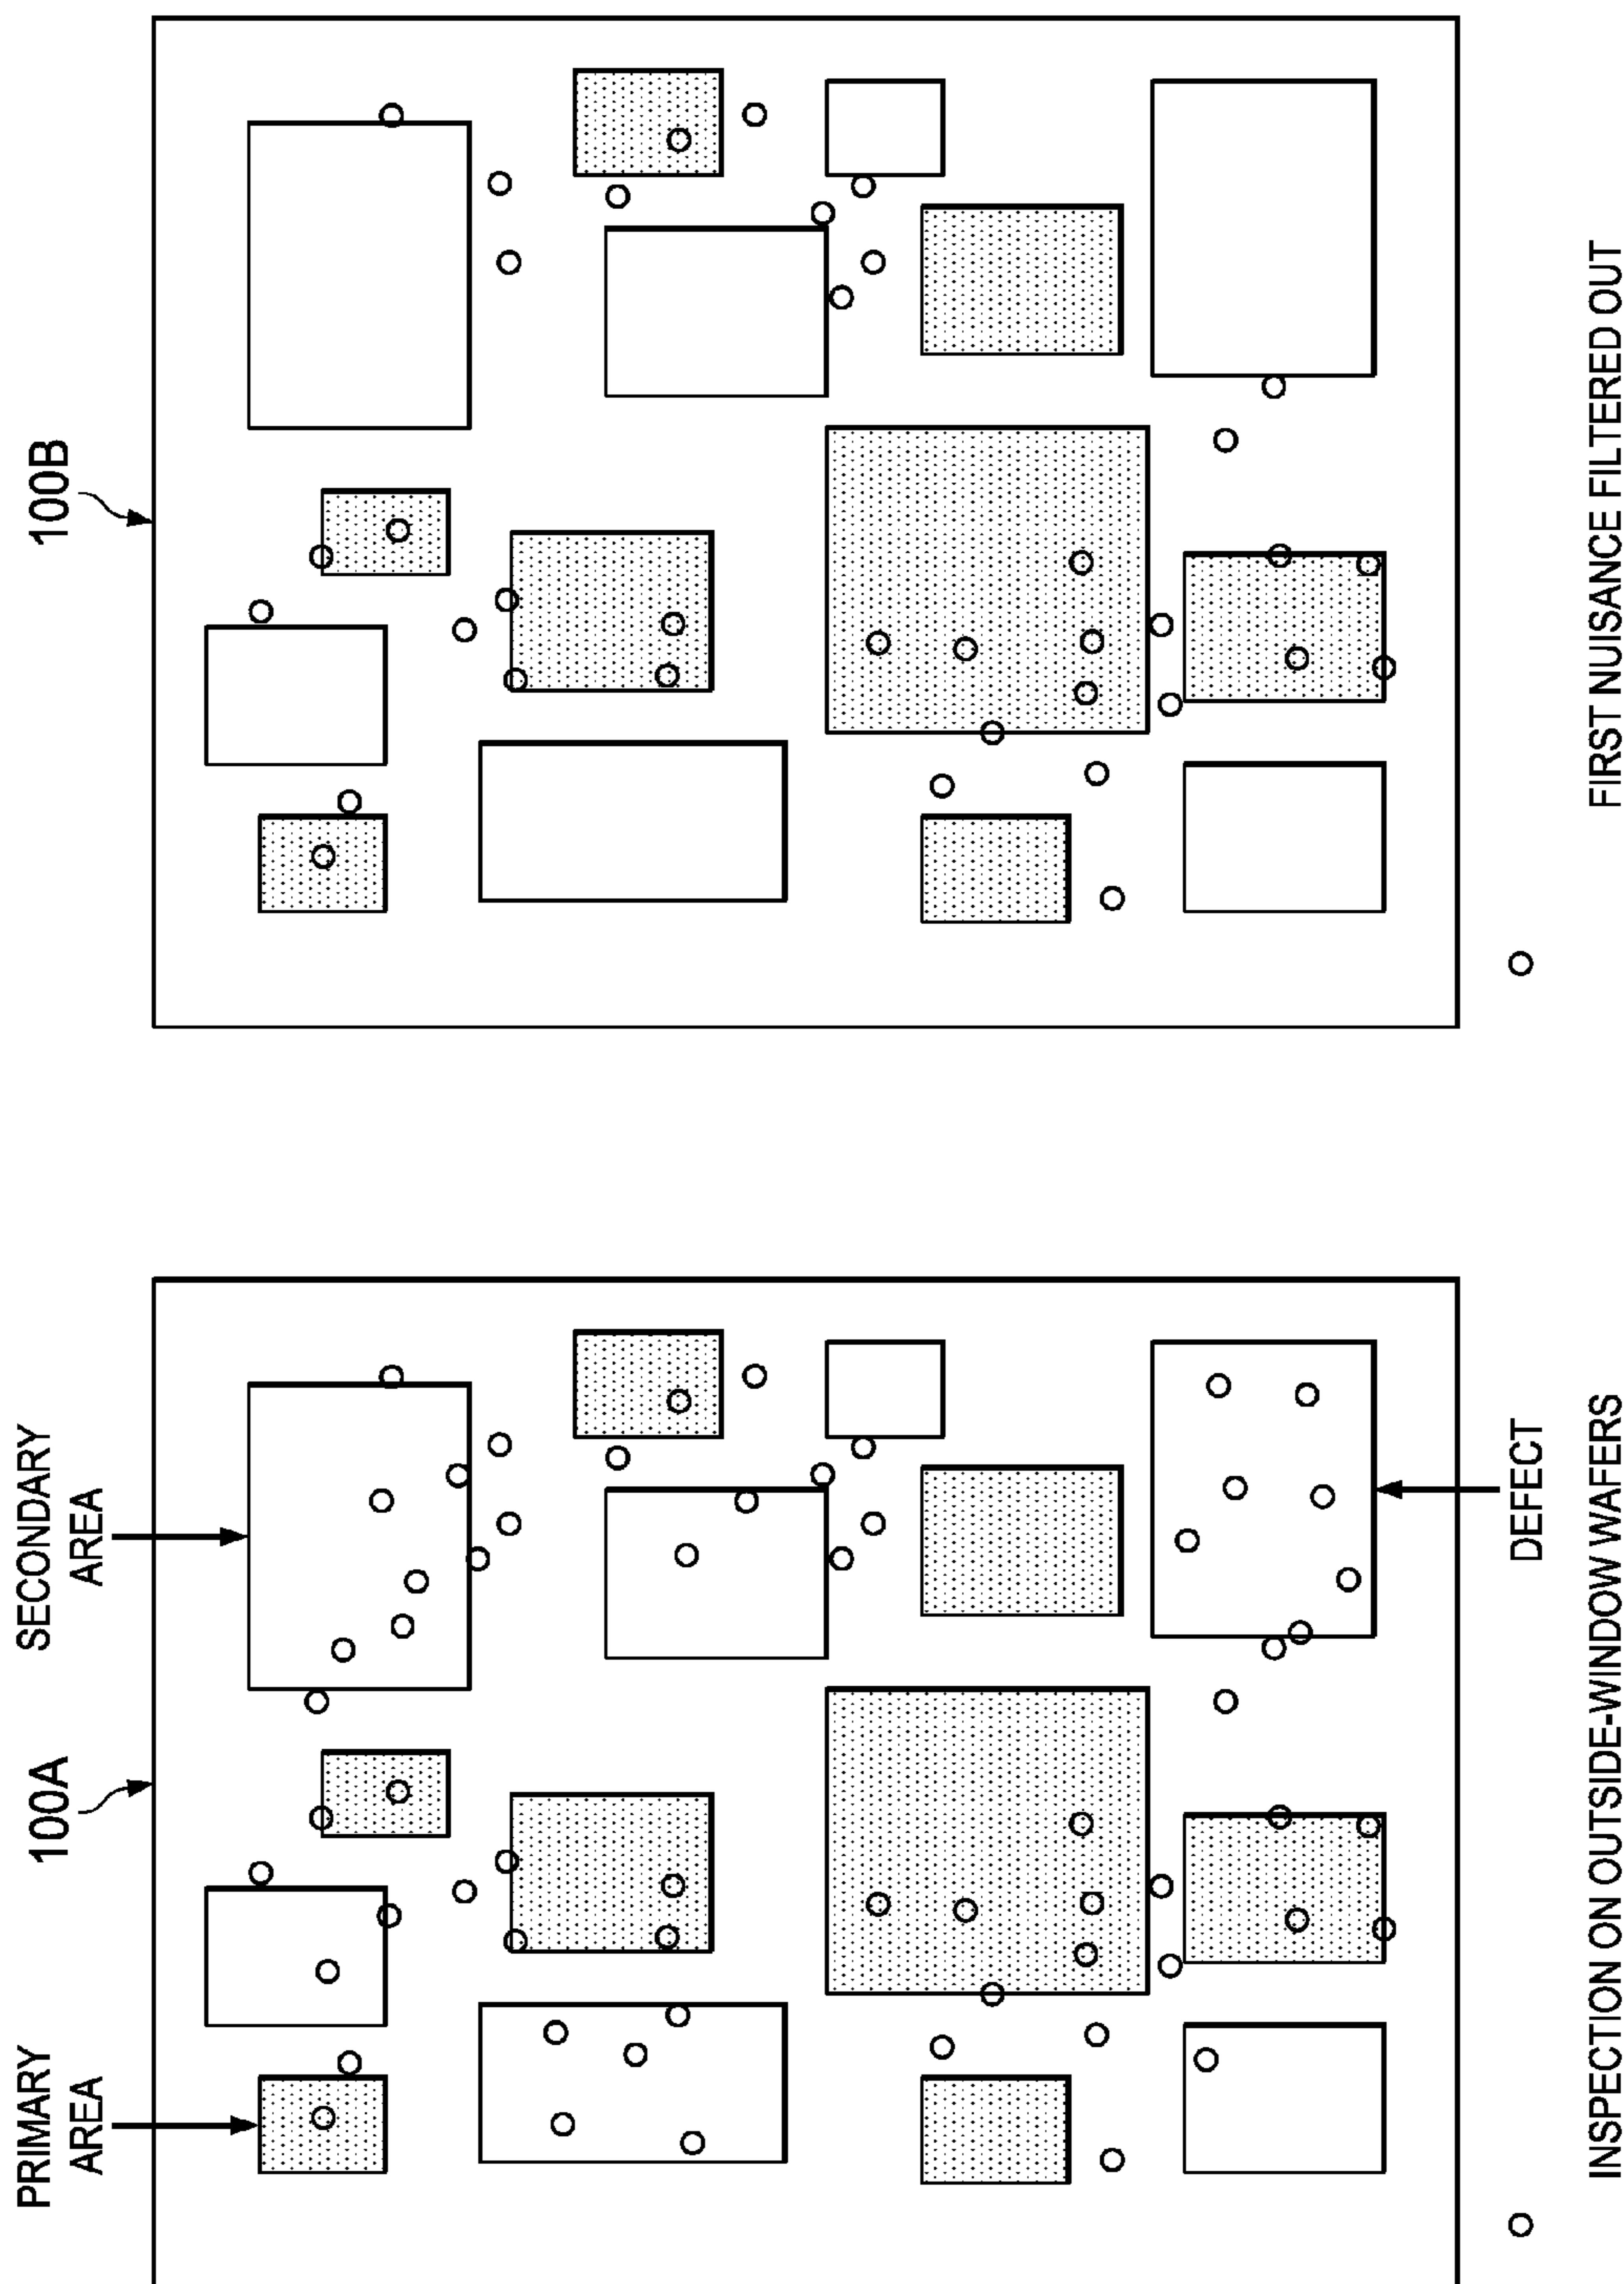 PRIMARY
AREA
100A
SECONDARY
AREA
DEFECT
INSPECTION ON OUTSIDE-WINDOW WAFERS
100B
FIRST NUISANCE FILTERED OUT